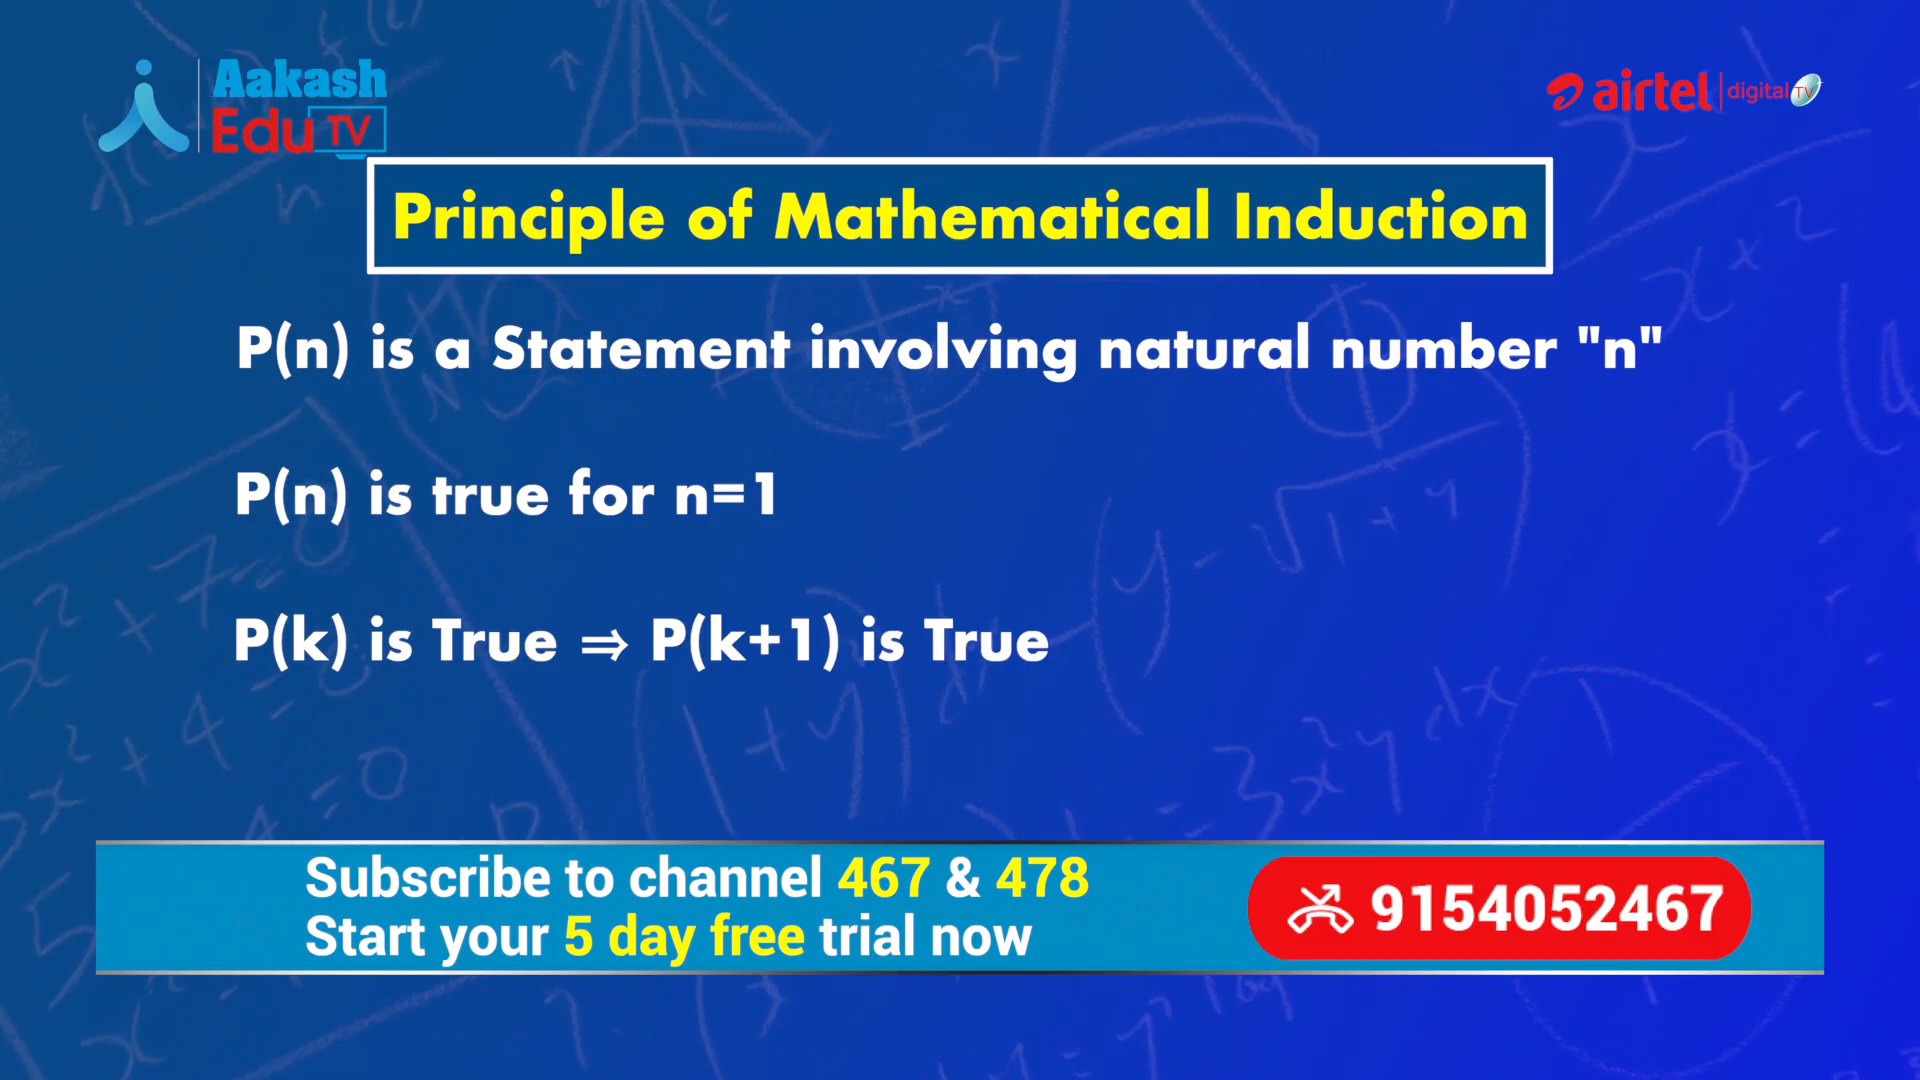 Aakash
Edu TV
airtel digital TV
Principle of Mathematical Induction
P(n) is a Statement involving natural number "n"
P(n) is true for n=1
P(k) is True ⇒ P(k+1) is True
Subscribe to channel 467 & 478
Start your 5 day free trial now
9154052467